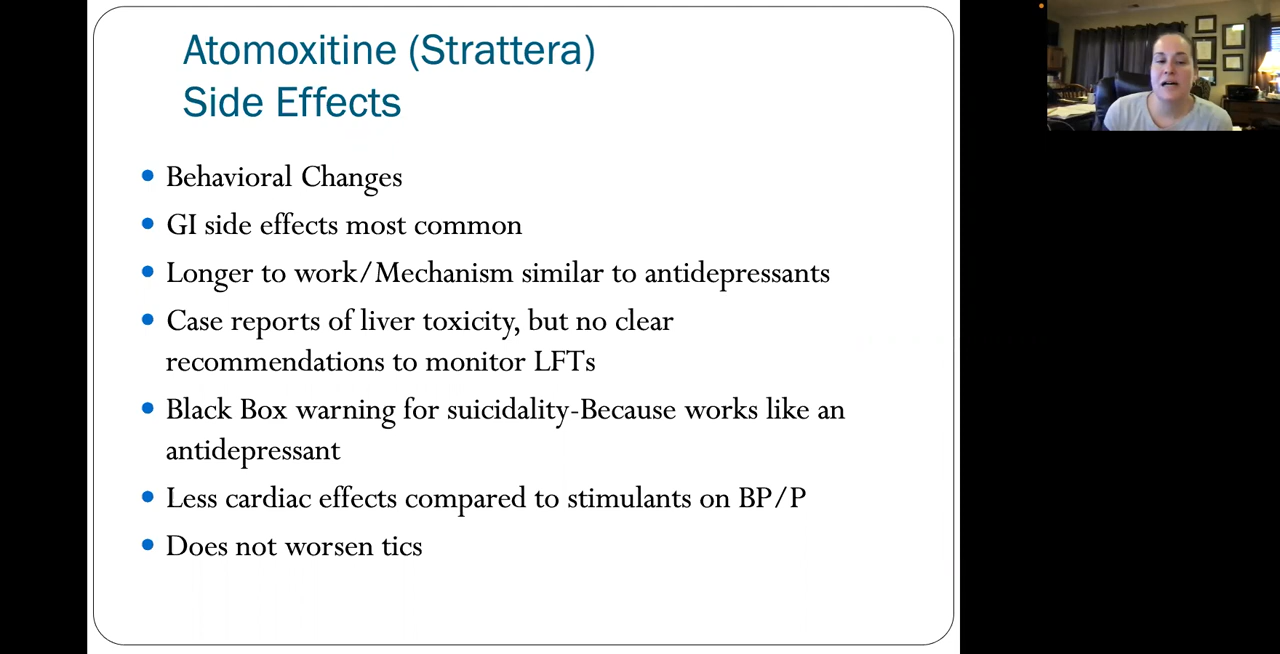 Atomoxitine (Strattera)
Side Effects
Behavioral Changes
GI side effects most common
Longer to work/Mechanism similar to antidepressants
Case reports of liver toxicity, but no clear
recommendations to monitor LFTs
Black Box warning for suicidality-Because works like an
antidepressant
Less cardiac effects compared to stimulants on BP/P
Does not worsen tics